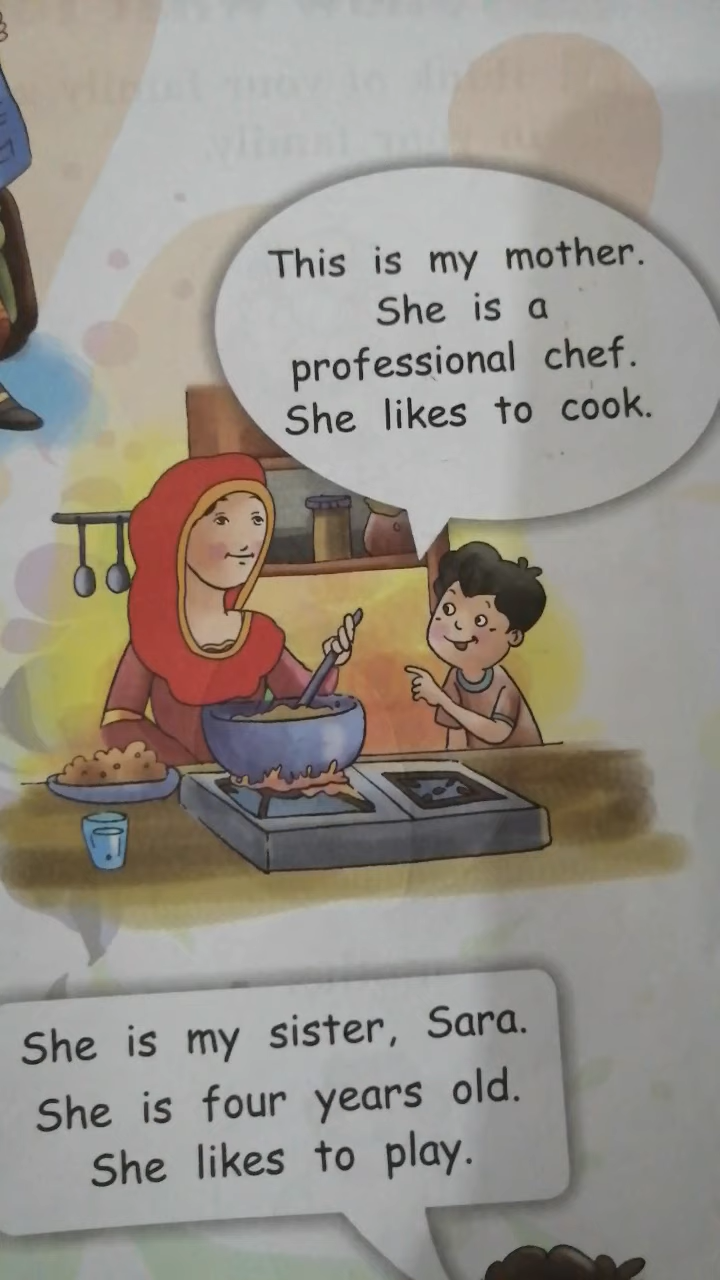 This is my mother.
She is a
professional chef.
She likes to cook.
She is my sister, Sara.
She is four years old.
She likes to play.